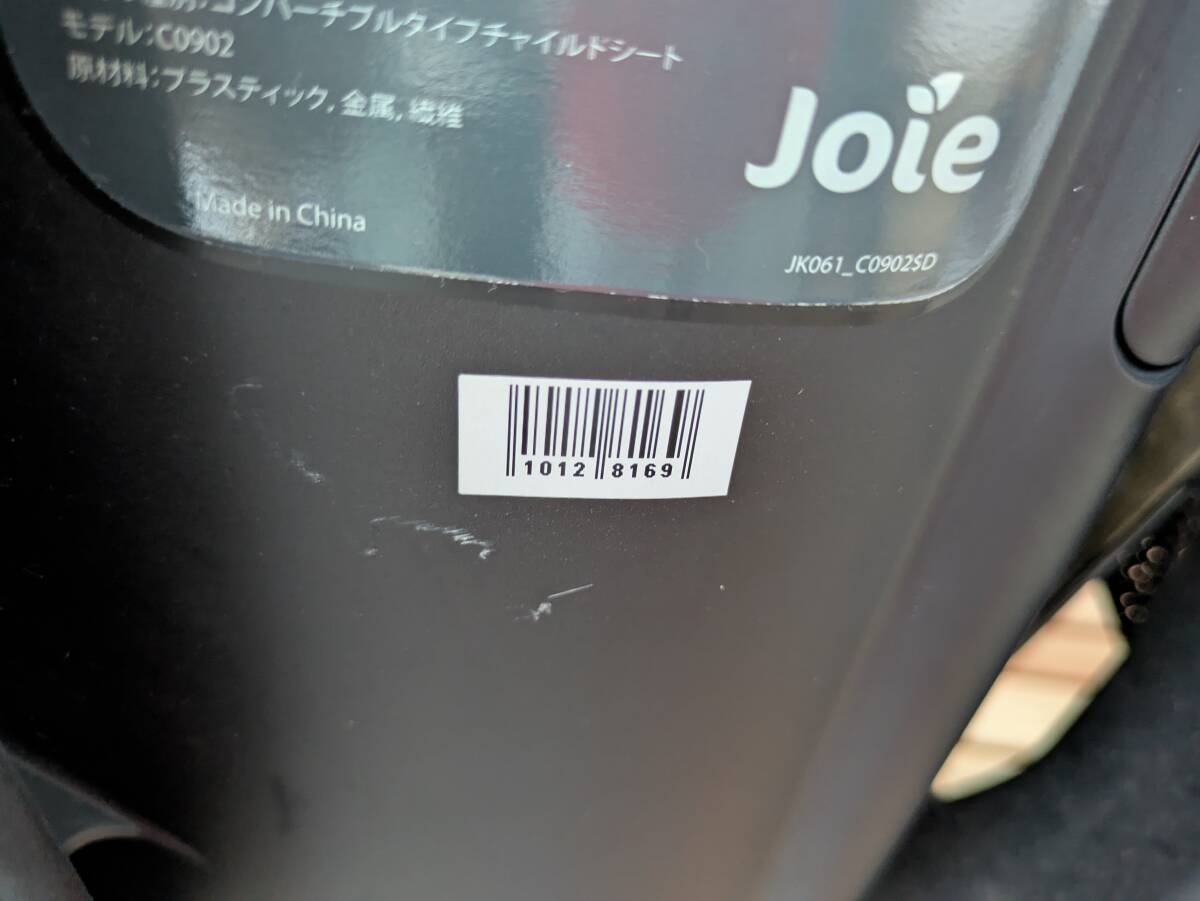 コンバーチブルタイプチャイルドシート
モデル:C0902
原材料:プラスティック,金属,繊維
Joie
Made in China
JK061_C0902SD
1012 8169